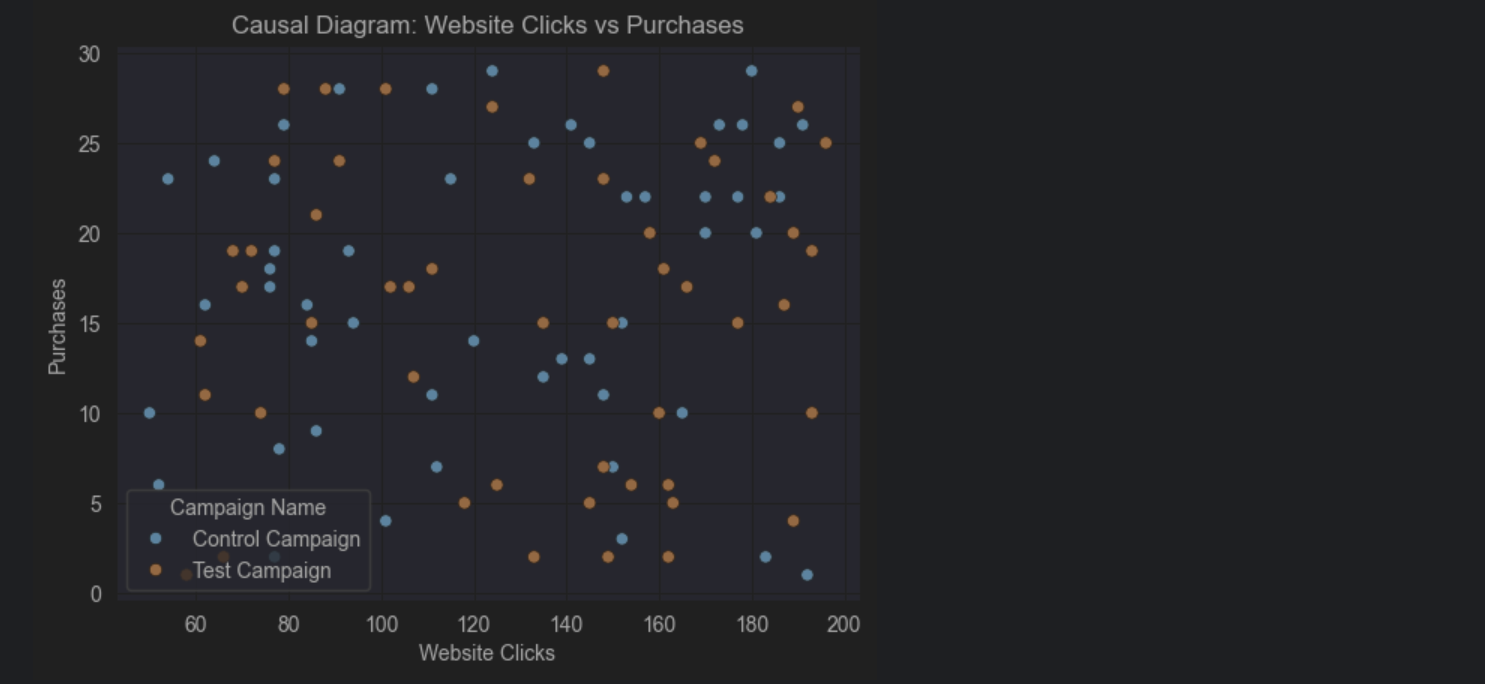 Causal Diagram: Website Clicks vs Purchases
30
25
20
15
10
5
0
Purchases
Campaign Name
Control Campaign
Test Campaign
60 80 100 120 140 160 180 200
Website Clicks